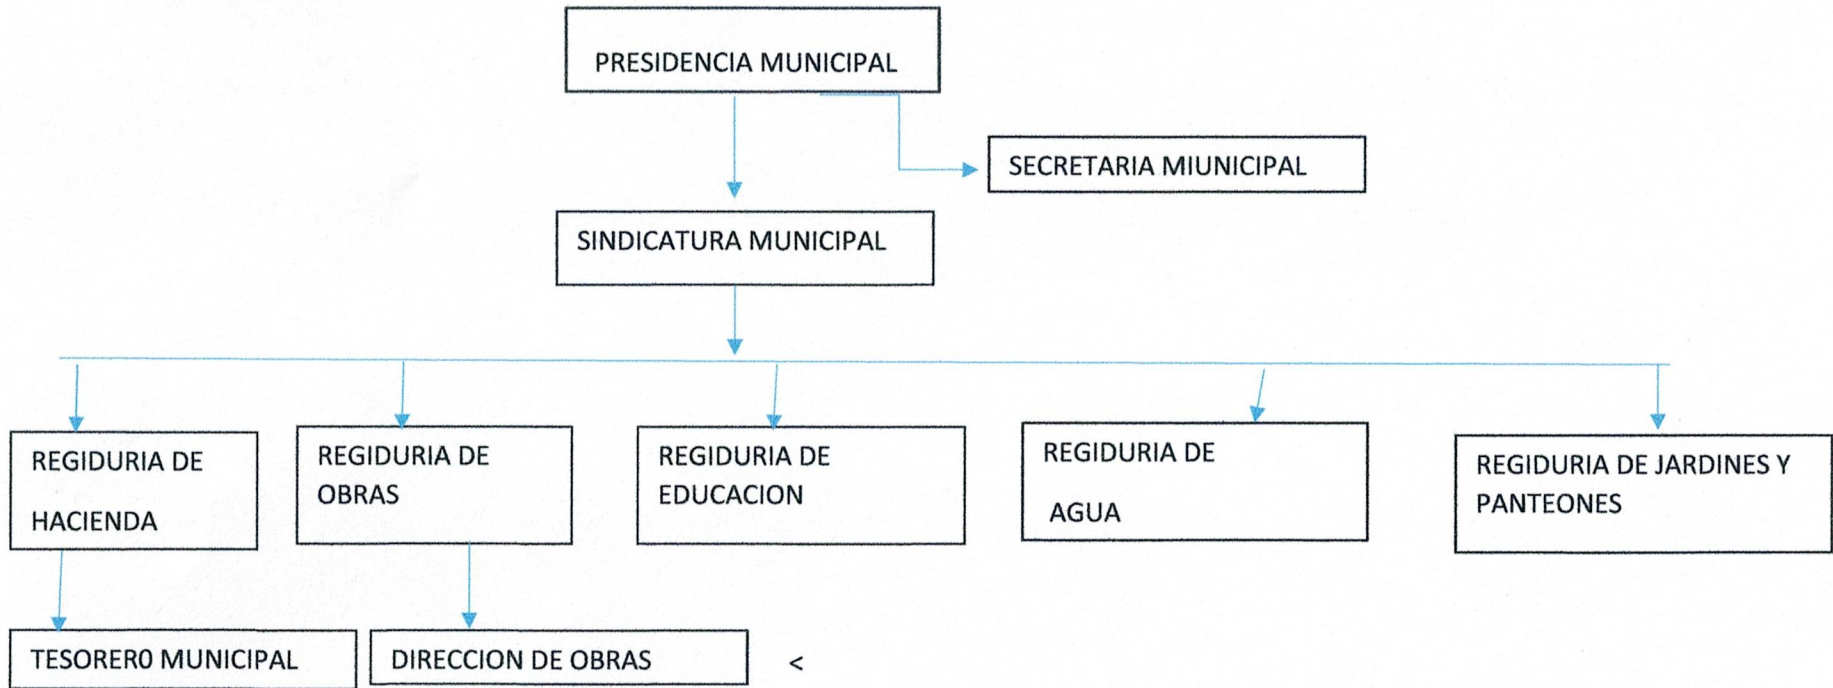 PRESIDENCIA MUNICIPAL
SECRETARIA MIUNICIPAL
SINDICATURA MUNICIPAL
REGIDURIA DE
HACIENDA
REGIDURIA DE
OBRAS
REGIDURIA DE
EDUCACION
REGIDURIA DE
AGUA
REGIDURIA DE JARDINES Y
PANTEONES
TESORER0 MUNICIPAL
DIRECCION DE OBRAS
<